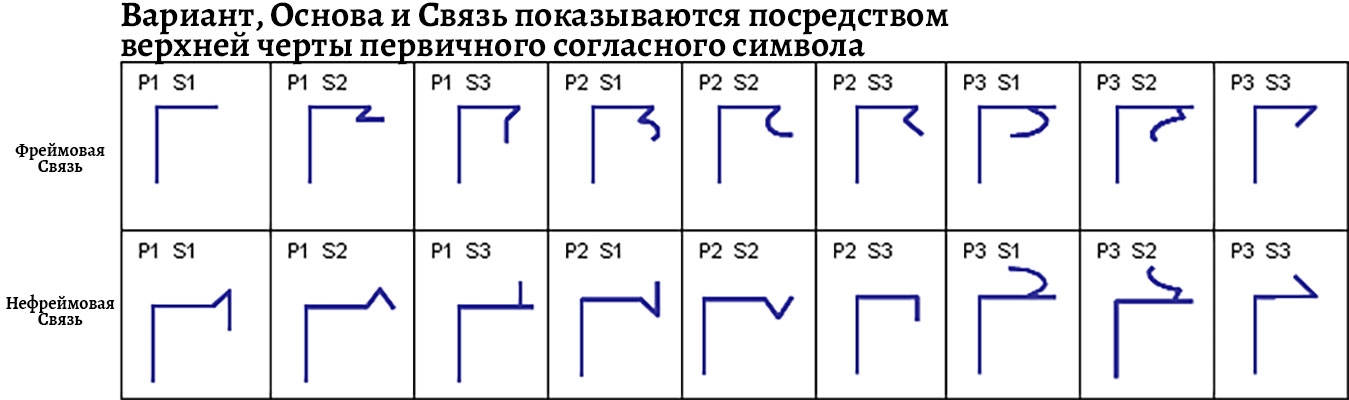 Вариант, Основа и Связь показываются посредством
верхней черты первичного согласного символа
P1 S1 P1 S2 P1 S3 P2 S1 P2 S2 P2 S3 P3 S1 P3 S2 P3 S3
Фреймовая
Связь
P1 S1 P1 S2 P1 S3 P2 S1 P2 S2 P2 S3 P3 S1 P3 S2 P3 S3
Нефреймовая
Связь